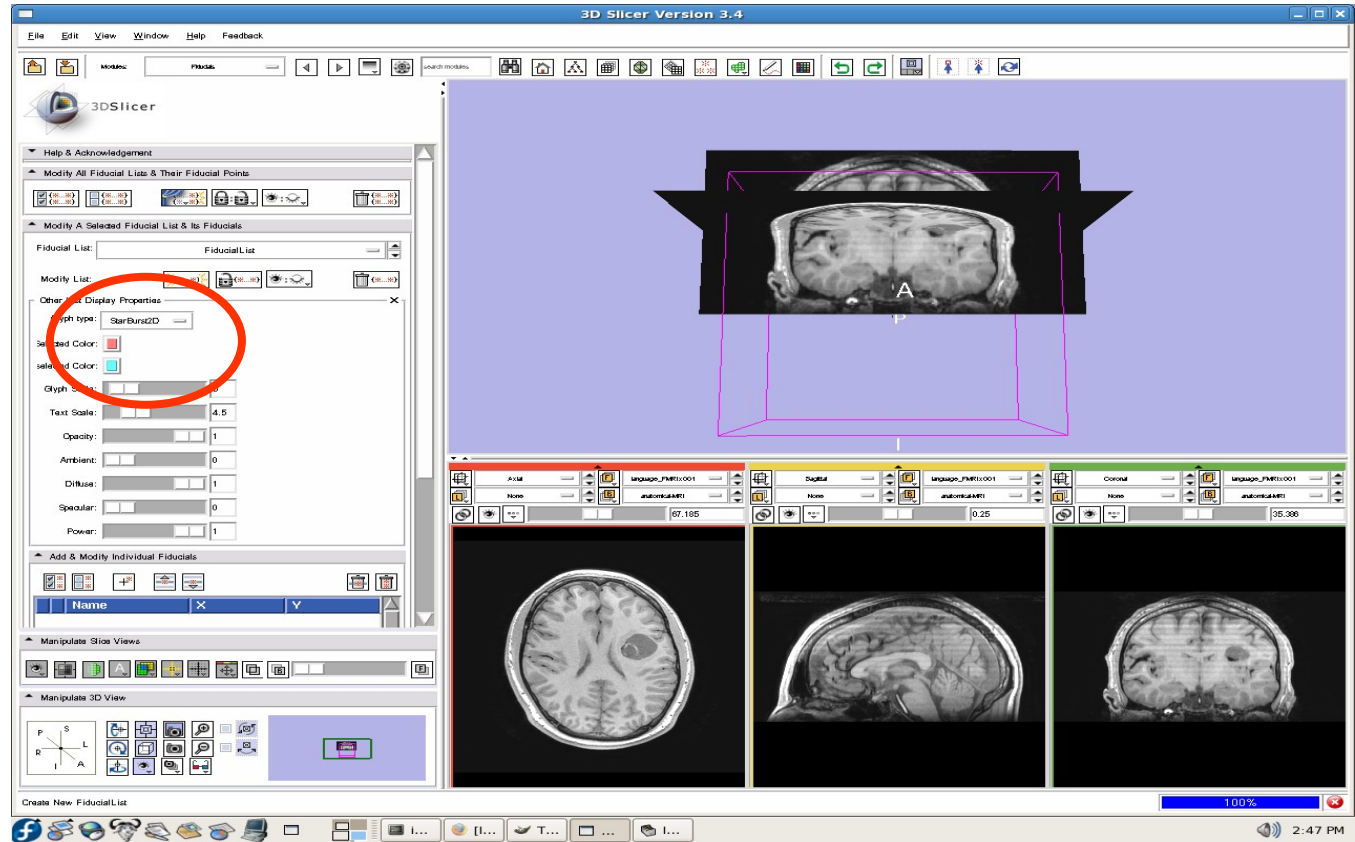 3D Slicer Version 3.4
File Edit View Window Help Feedback
Modules: Fiducials search modules
3DSlicer
Help & Acknowledgement
Modify All Fiducial Lists & Their Fiducial Points
Modify A Selected Fiducial List & Its Fiducials
Fiducial List: FiducialList
Modify List:
Display Properties
Glyph type: StarBurst2D
Color:
Color:
Glyph
Text Scale: 4.5
Opacity: 1
Ambient: 0
Diffuse: 1
Specular: 0
Power: 1
Add & Modify Individual Fiducials
Name X Y
Manipulate Slice Views
Manipulate 3D View
P S L R I A
A
P
I
Axial language_FMRIx001
None anatomical-MRI
67.185
Sagittal language_FMRIx001
None anatomical-MRI
0.25
Coronal language_FMRIx001
None anatomical-MRI
35.386
Create New FiducialList
100%
i... [I... T... ... I...
2:47 PM